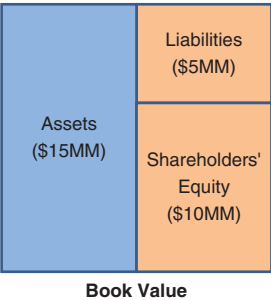 Assets
($15MM)
Liabilities
($5MM)
Shareholders'
Equity
($10MM)
Book Value